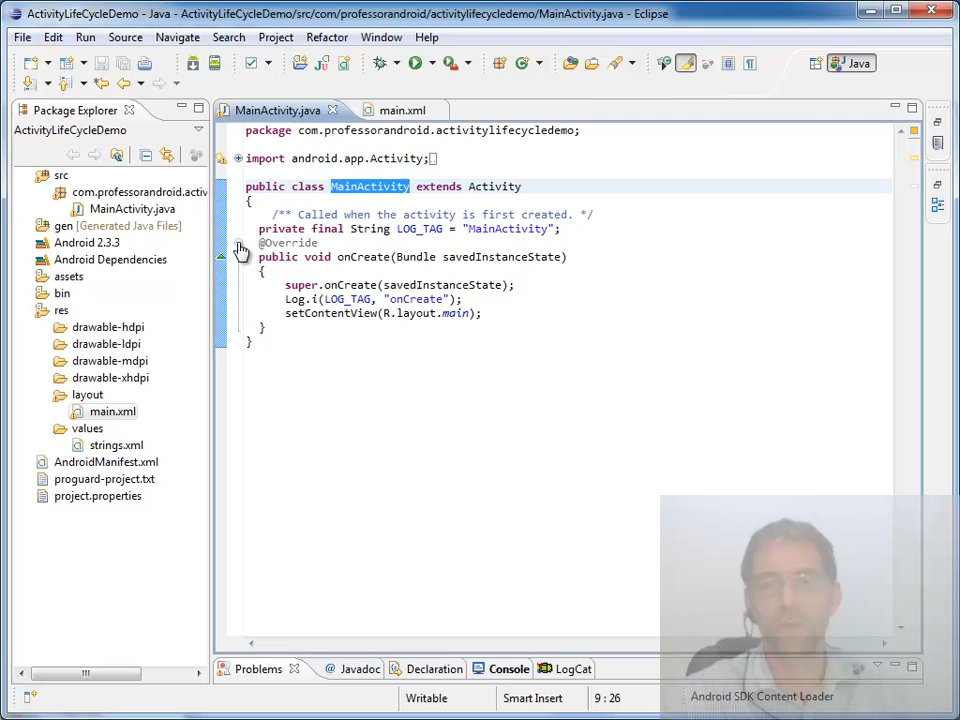 ActivityLifeCycleDemo - Java - ActivityLifeCycleDemo/src/com/professorandroid/activitylifecycledemo/MainActivity.java - Eclipse
File Edit Run Source Navigate Search Project Refactor Window Help
Java
Package Explorer
MainActivity.java
main.xml
ActivityLifeCycleDemo
src
com.professorandroid.activ
MainActivity.java
gen [Generated Java Files]
Android 2.3.3
Android Dependencies
assets
bin
res
drawable-hdpi
drawable-ldpi
drawable-mdpi
drawable-xhdpi
layout
main.xml
values
strings.xml
AndroidManifest.xml
proguard-project.txt
project.properties
package com.professorandroid.activitylifecycledemo;
import android.app.Activity;
public class MainActivity extends Activity
{
/** Called when the activity is first created. */
private final String LOG_TAG = "MainActivity";
@Override
public void onCreate(Bundle savedInstanceState)
{
super.onCreate(savedInstanceState);
Log.i(LOG_TAG, "onCreate");
setContentView(R.layout.main);
}
}
Problems @ Javadoc Declaration Console LogCat
Writable Smart Insert 9 : 26 Android SDK Content Loader